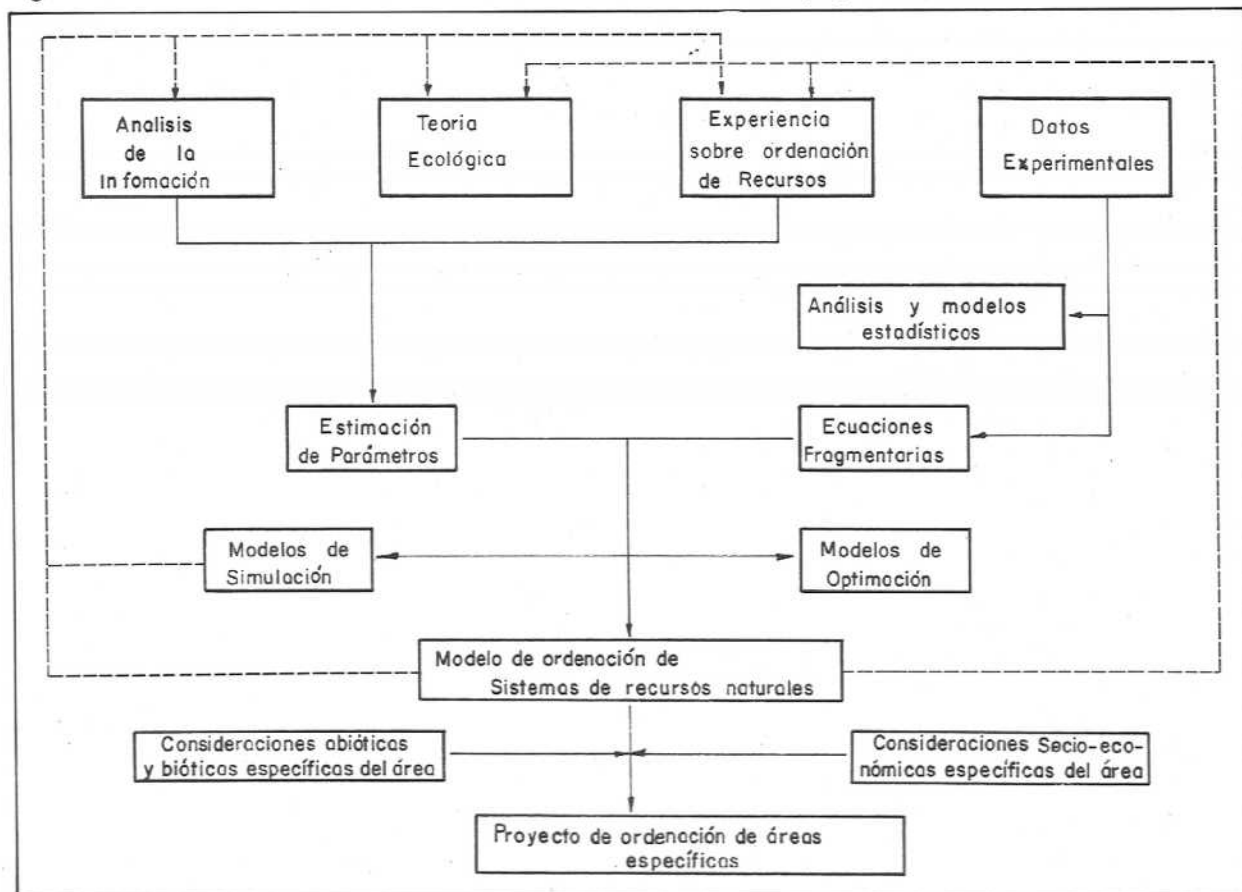 Analisis
de la
Infomación
Teoria
Ecológica
Experiencia
sobre ordenación
de Recursos
Datos
Experimentales
Análisis y modelos
estadísticos
Estimación
de Parámetros
Ecuaciones
Fragmentarias
Modelos de
Simulación
Modelos de
Optimación
Modelo de ordenación de
Sistemas de recursos naturales
Consideraciones abióticas
y bióticas específicas del área
Consideraciones Socio-eco-
nómicas específicas del área
Proyecto de ordenación de áreas
específicas